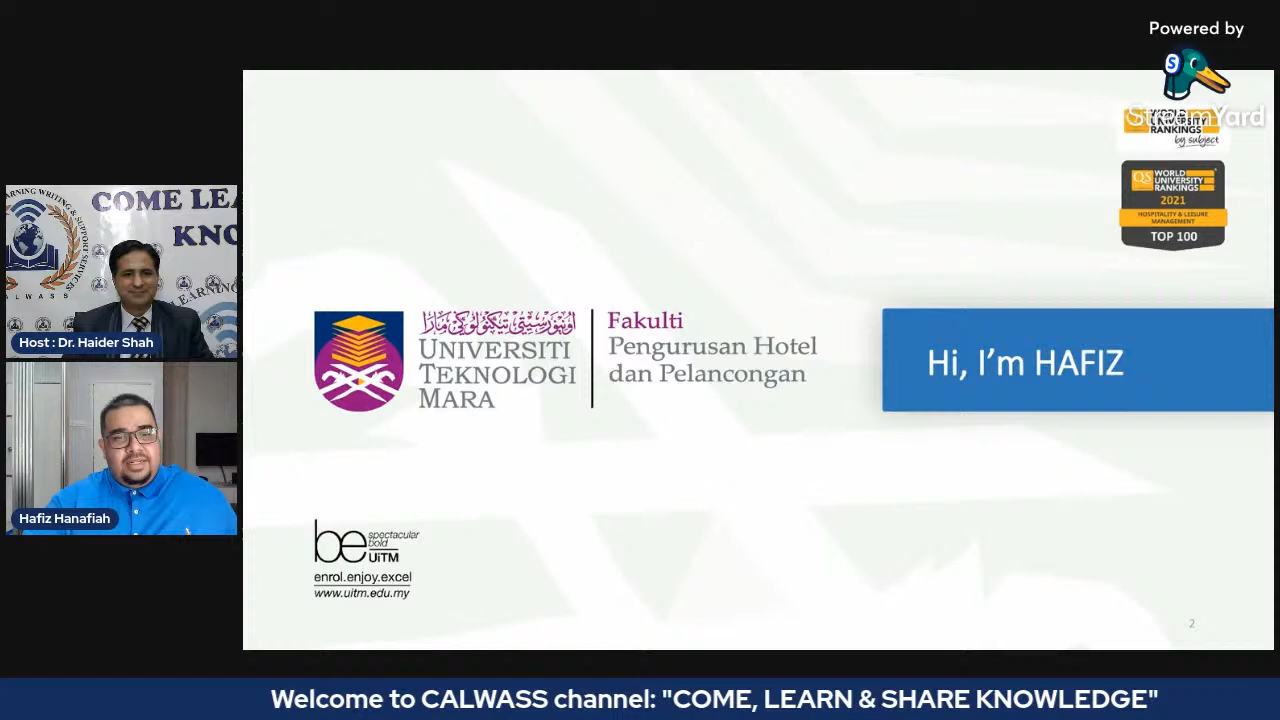 Powered by
StreamYard
WORLD
UNIVERSITY
RANKINGS
by subject
QS WORLD
UNIVERSITY
RANKINGS
2021
HOSPITALITY & LEISURE
MANAGEMENT
TOP 100
COME LEA
KNO
Host : Dr. Haider Shah
Hafiz Hanafiah
اونيۏرسيتي تيکنولوݢي مارا
UNIVERSITI
TEKNOLOGI
MARA
Fakulti
Pengurusan Hotel
dan Pelancongan
Hi, I’m HAFIZ
be spectacular
bold
UiTM
enrol.enjoy.excel
www.uitm.edu.my
2
Welcome to CALWASS channel: "COME, LEARN & SHARE KNOWLEDGE"